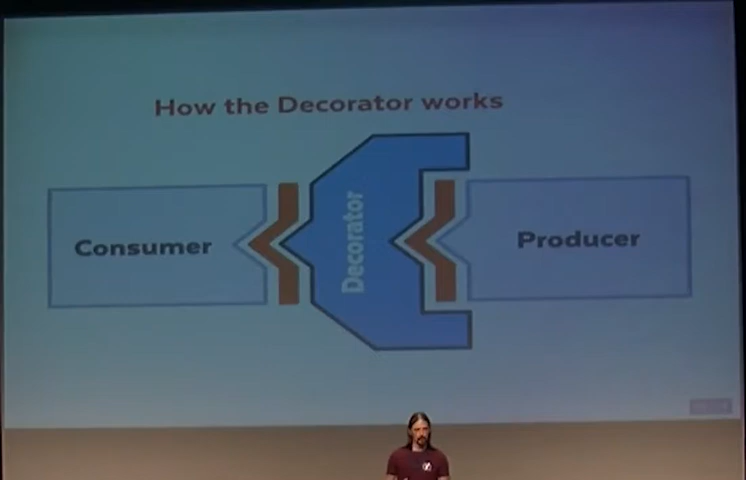 How the Decorator works
Consumer
Decorator
Producer